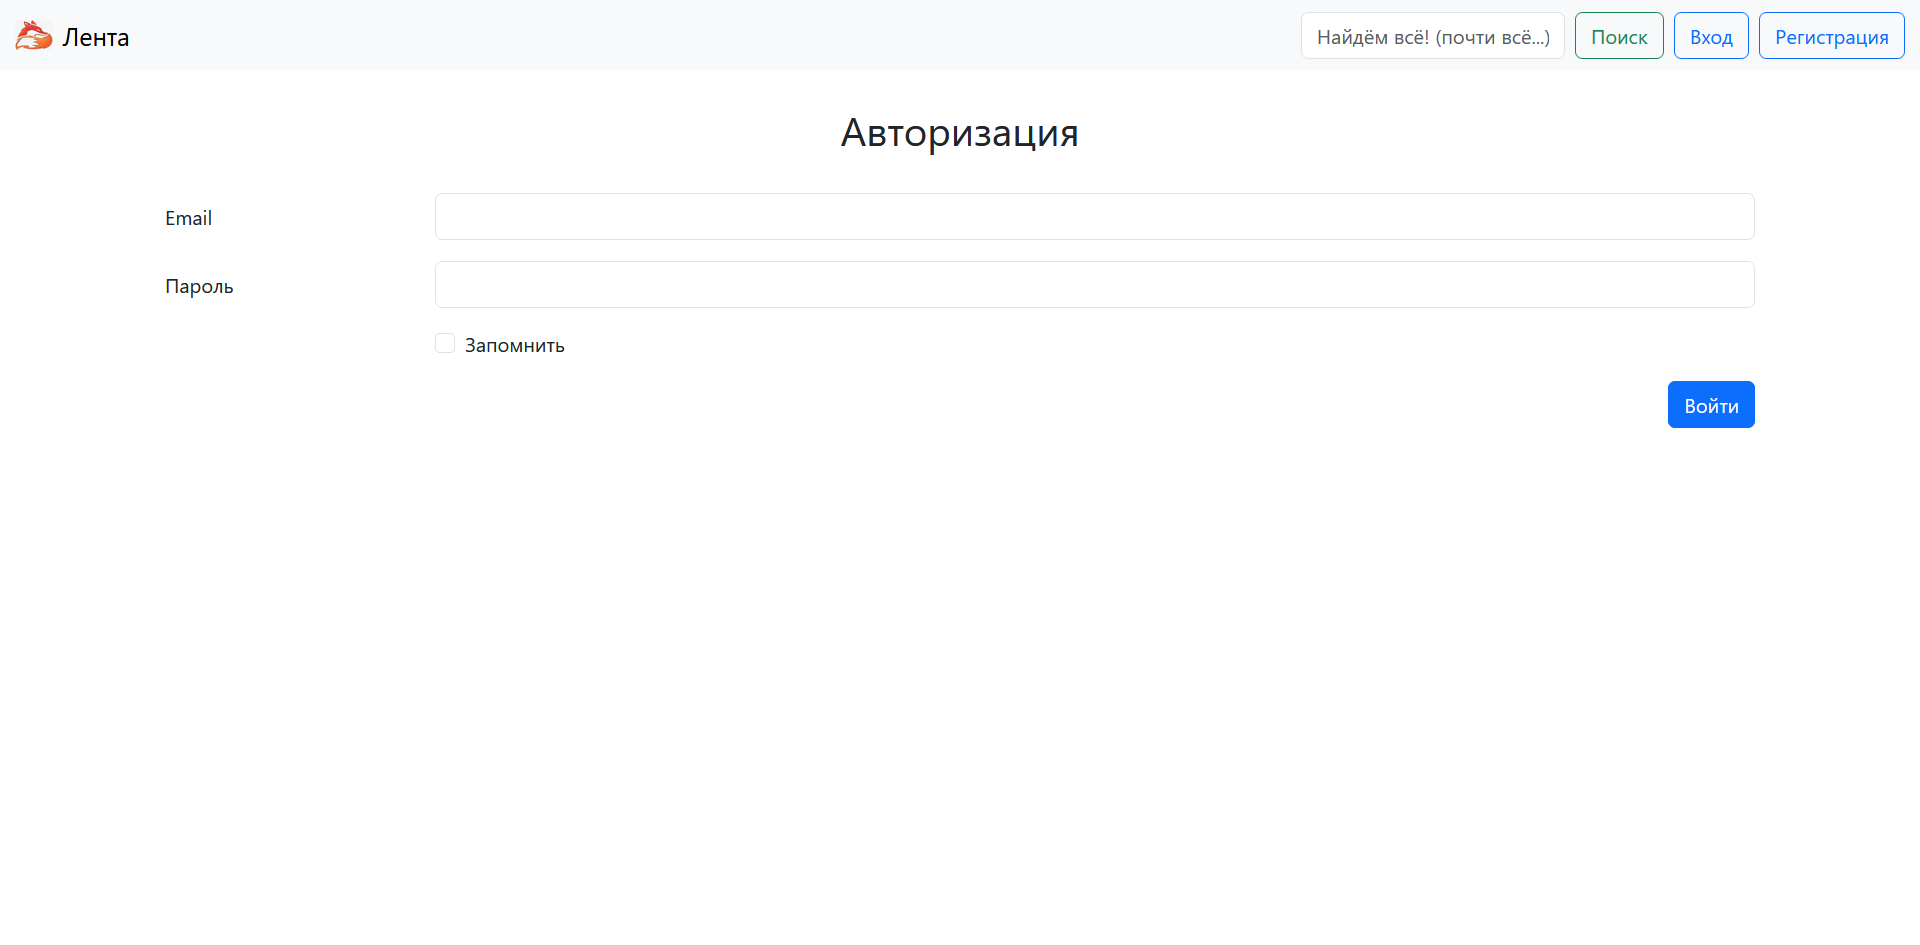 Лента
Найдём всё! (почти всё...)
Поиск
Вход
Регистрация
Авторизация
Email
Пароль
Запомнить
Войти